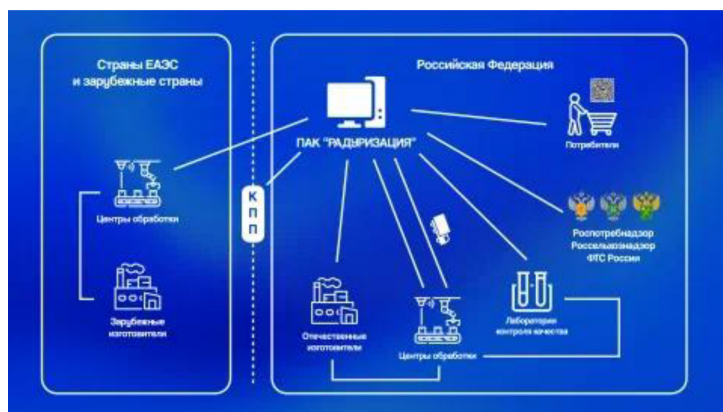 Страны ЕАЭС
и зарубежные страны
Российская Федерация
ПАК "РАДУРИЗАЦИЯ"
Потребители
Центры обработки
К
П
П
Роспотребнадзор
Россельхознадзор
ФТС России
Зарубежные
изготовители
Отечественные
изготовители
Центры обработки
Лаборатории
контроля качества